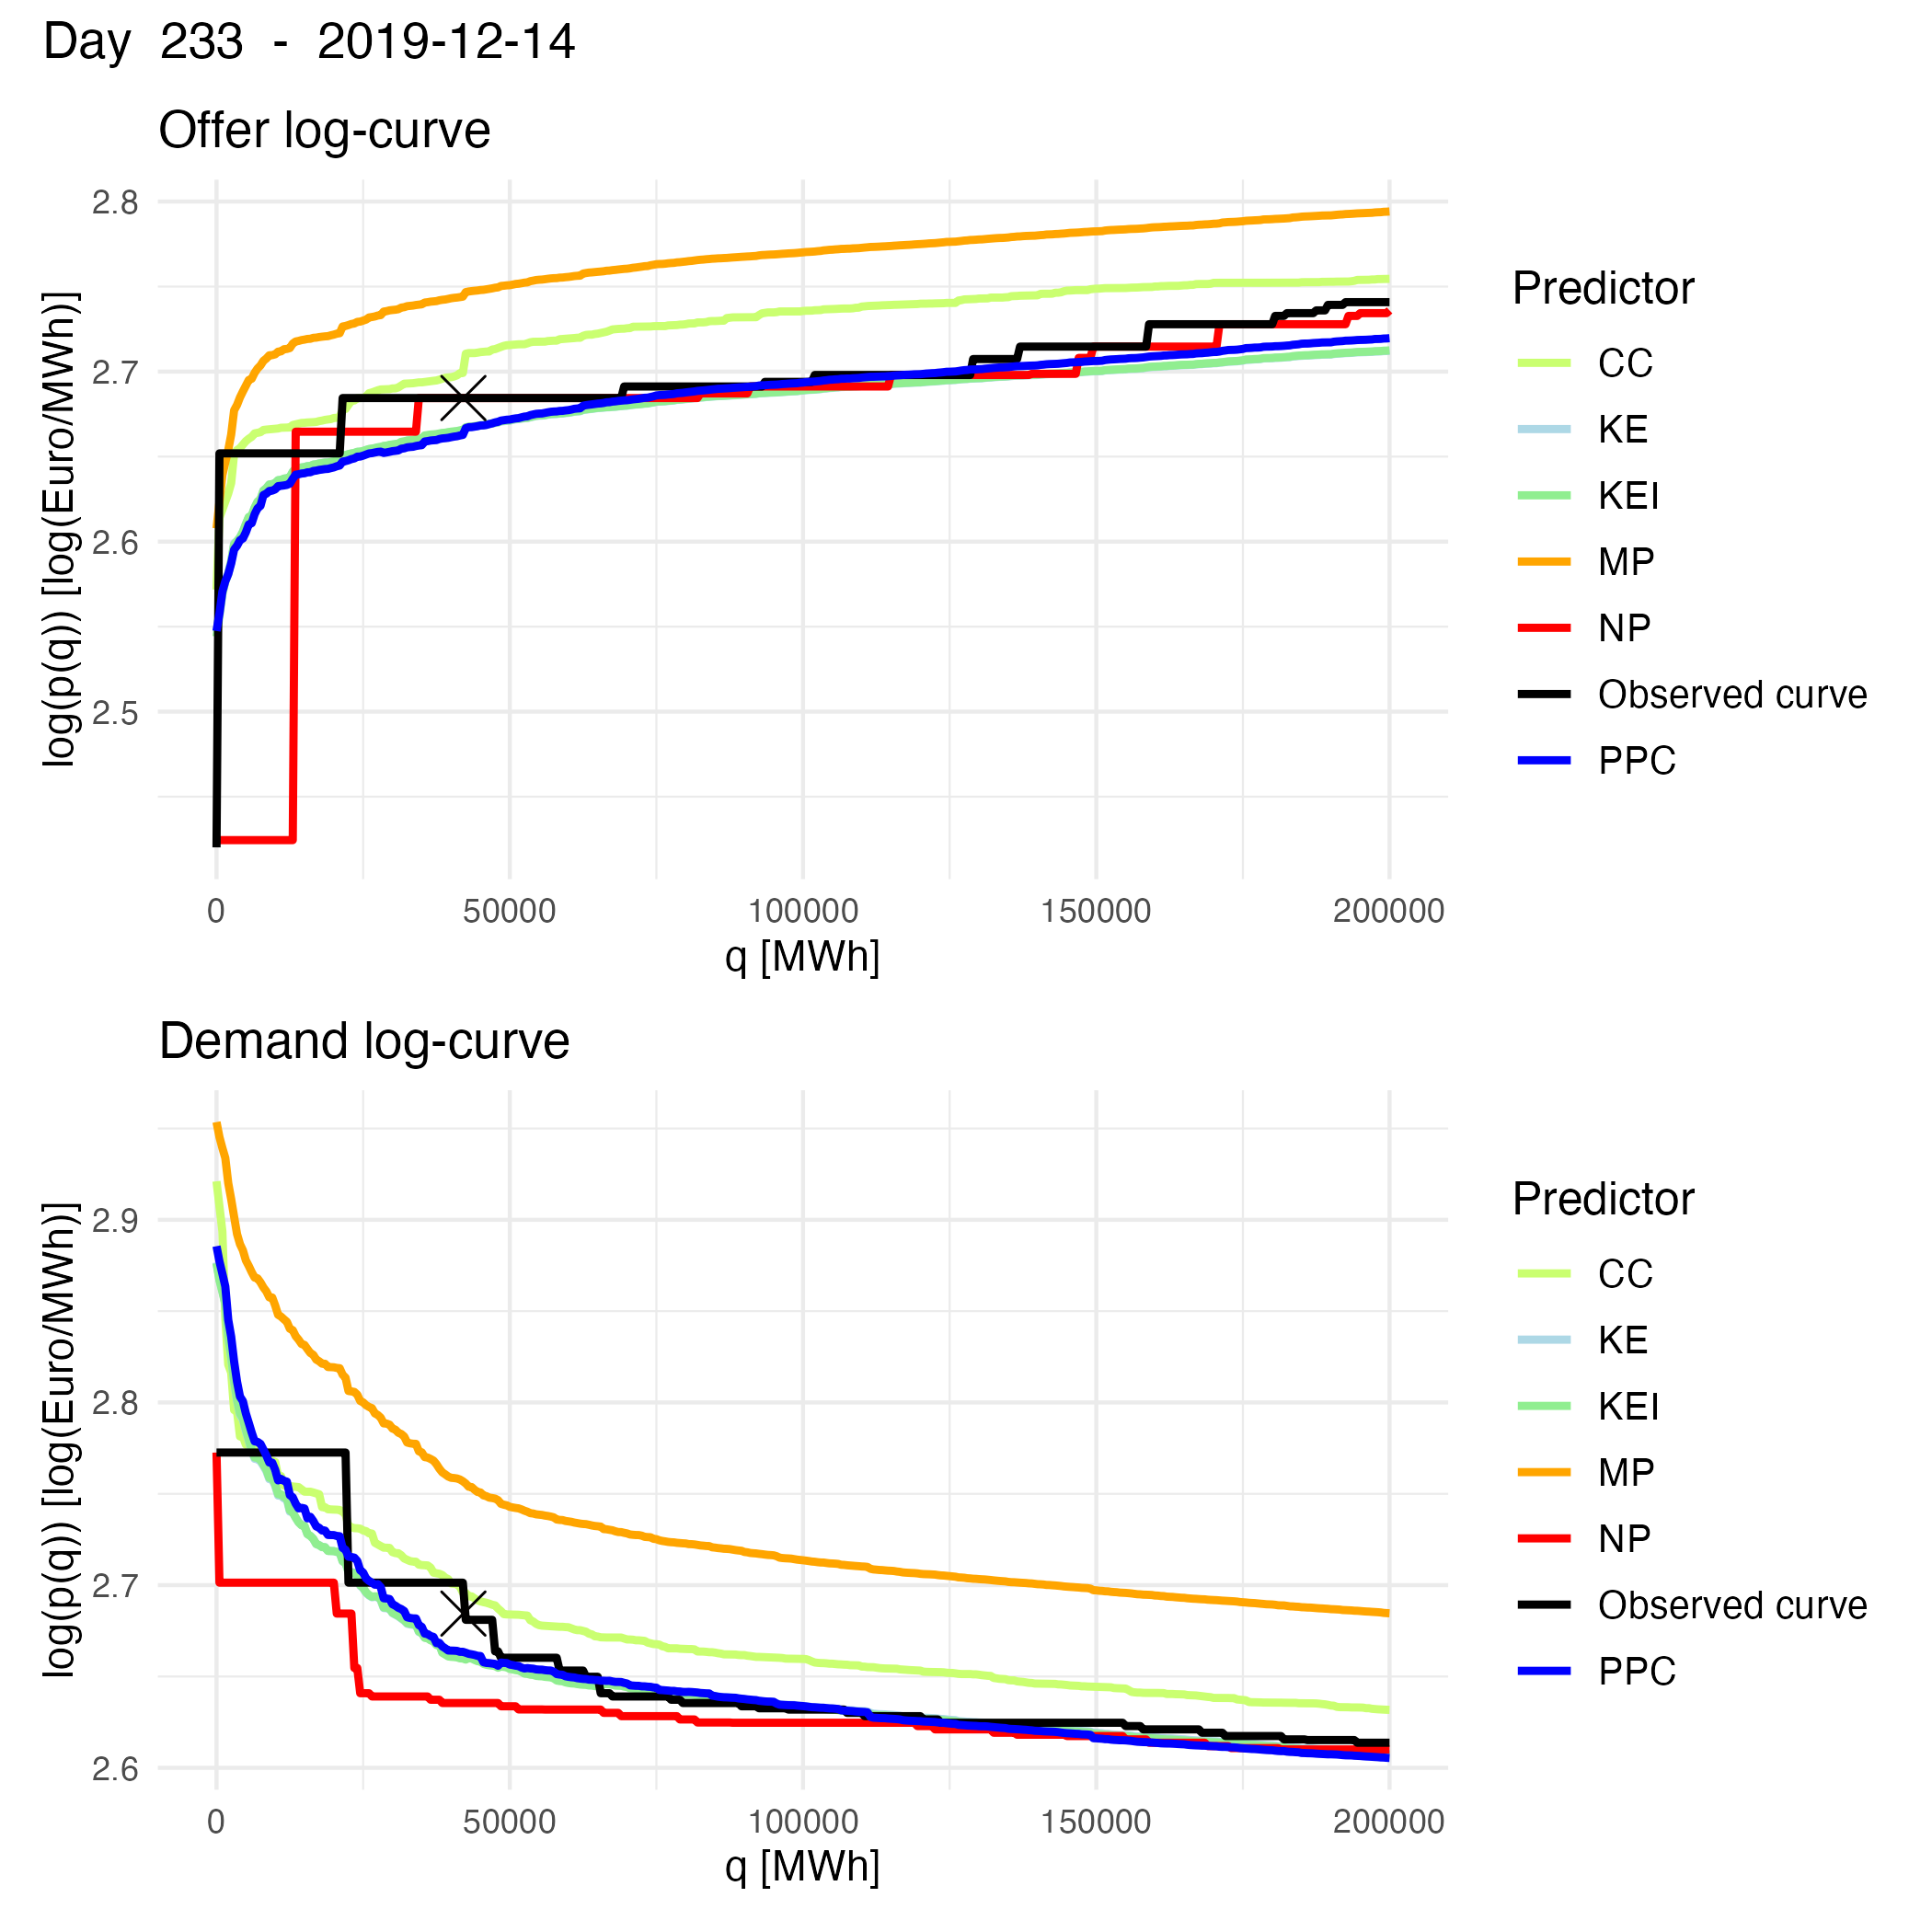 Day 233 - 2019-12-14
Offer log-curve
log(p(q)) [log(Euro/MWh)]
2.8
2.7
2.6
2.5
0 50000 100000 150000 200000
q [MWh]
Predictor
CC
KE
KEI
MP
NP
Observed curve
PPC
Demand log-curve
log(p(q)) [log(Euro/MWh)]
2.9
2.8
2.7
2.6
0 50000 100000 150000 200000
q [MWh]
Predictor
CC
KE
KEI
MP
NP
Observed curve
PPC